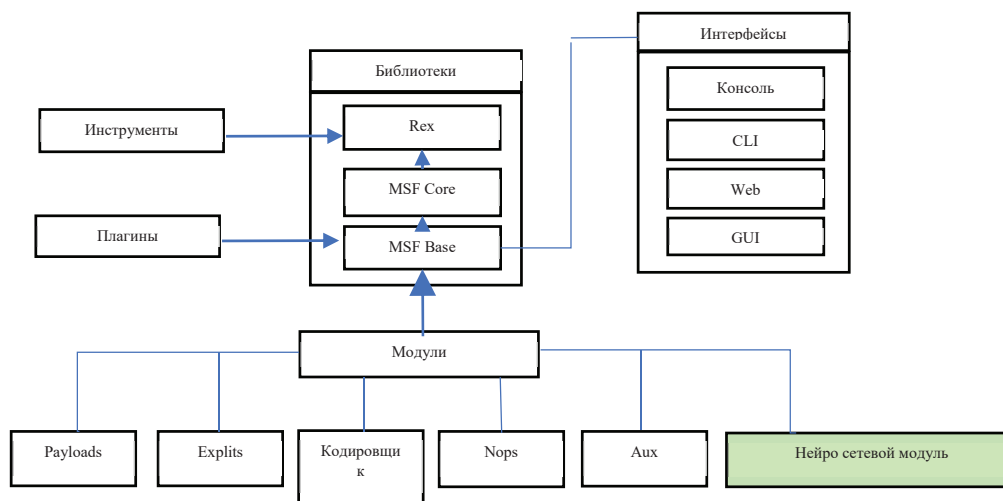 Интерфейсы
Библиотеки
Консоль
Инструменты
Rex
CLI
MSF Core
Web
Плагины
MSF Base
GUI
Модули
Payloads
Explits
Кодировщи
к
Nops
Aux
Нейро сетевой модуль